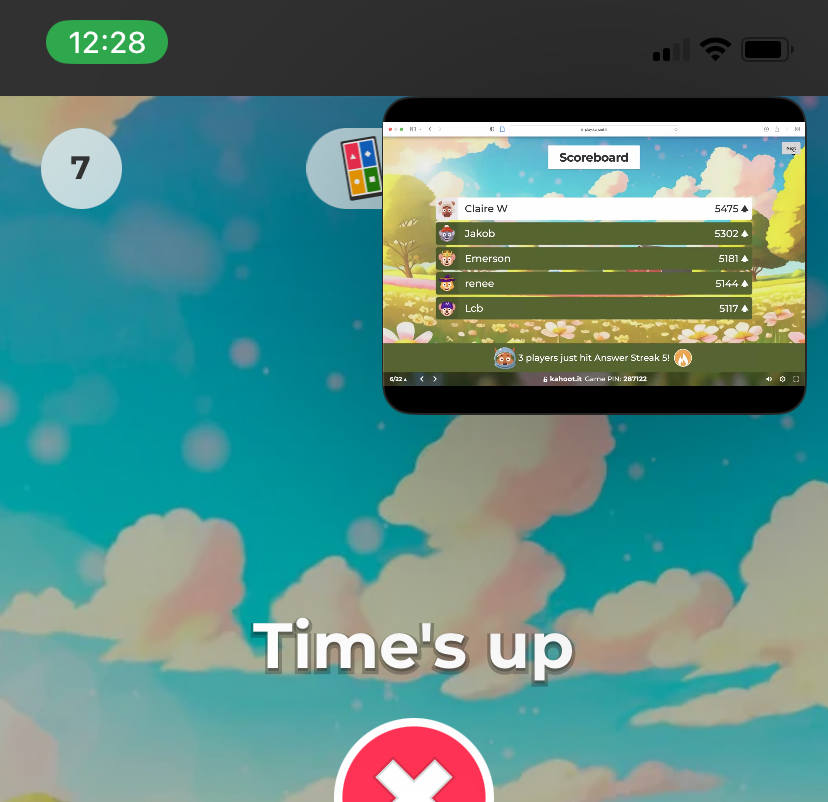 12:28
7
Scoreboard
Claire W 5475
Jakob 5302
Emerson 5181
renee 5144
Lcb 5117
3 players just hit Answer Streak 5!
6/22
kahoot.it Game PIN: 287122
Time's up